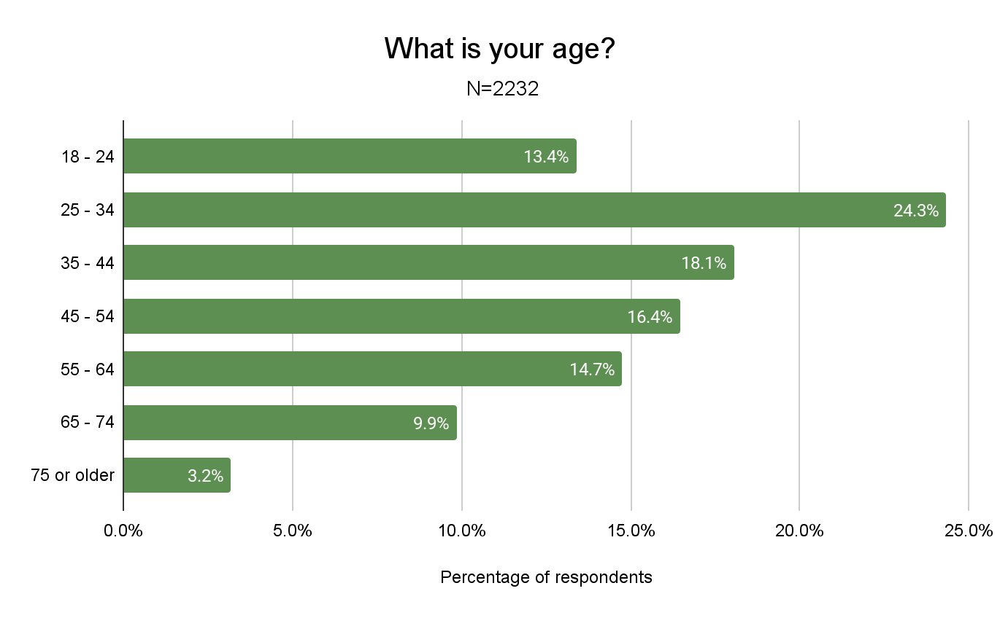 What is your age?
N=2232
18 - 24
13.4%
25 - 34
24.3%
35 - 44
18.1%
45 - 54
16.4%
55 - 64
14.7%
65 - 74
9.9%
75 or older
3.2%
0.0% 5.0% 10.0% 15.0% 20.0% 25.0%
Percentage of respondents